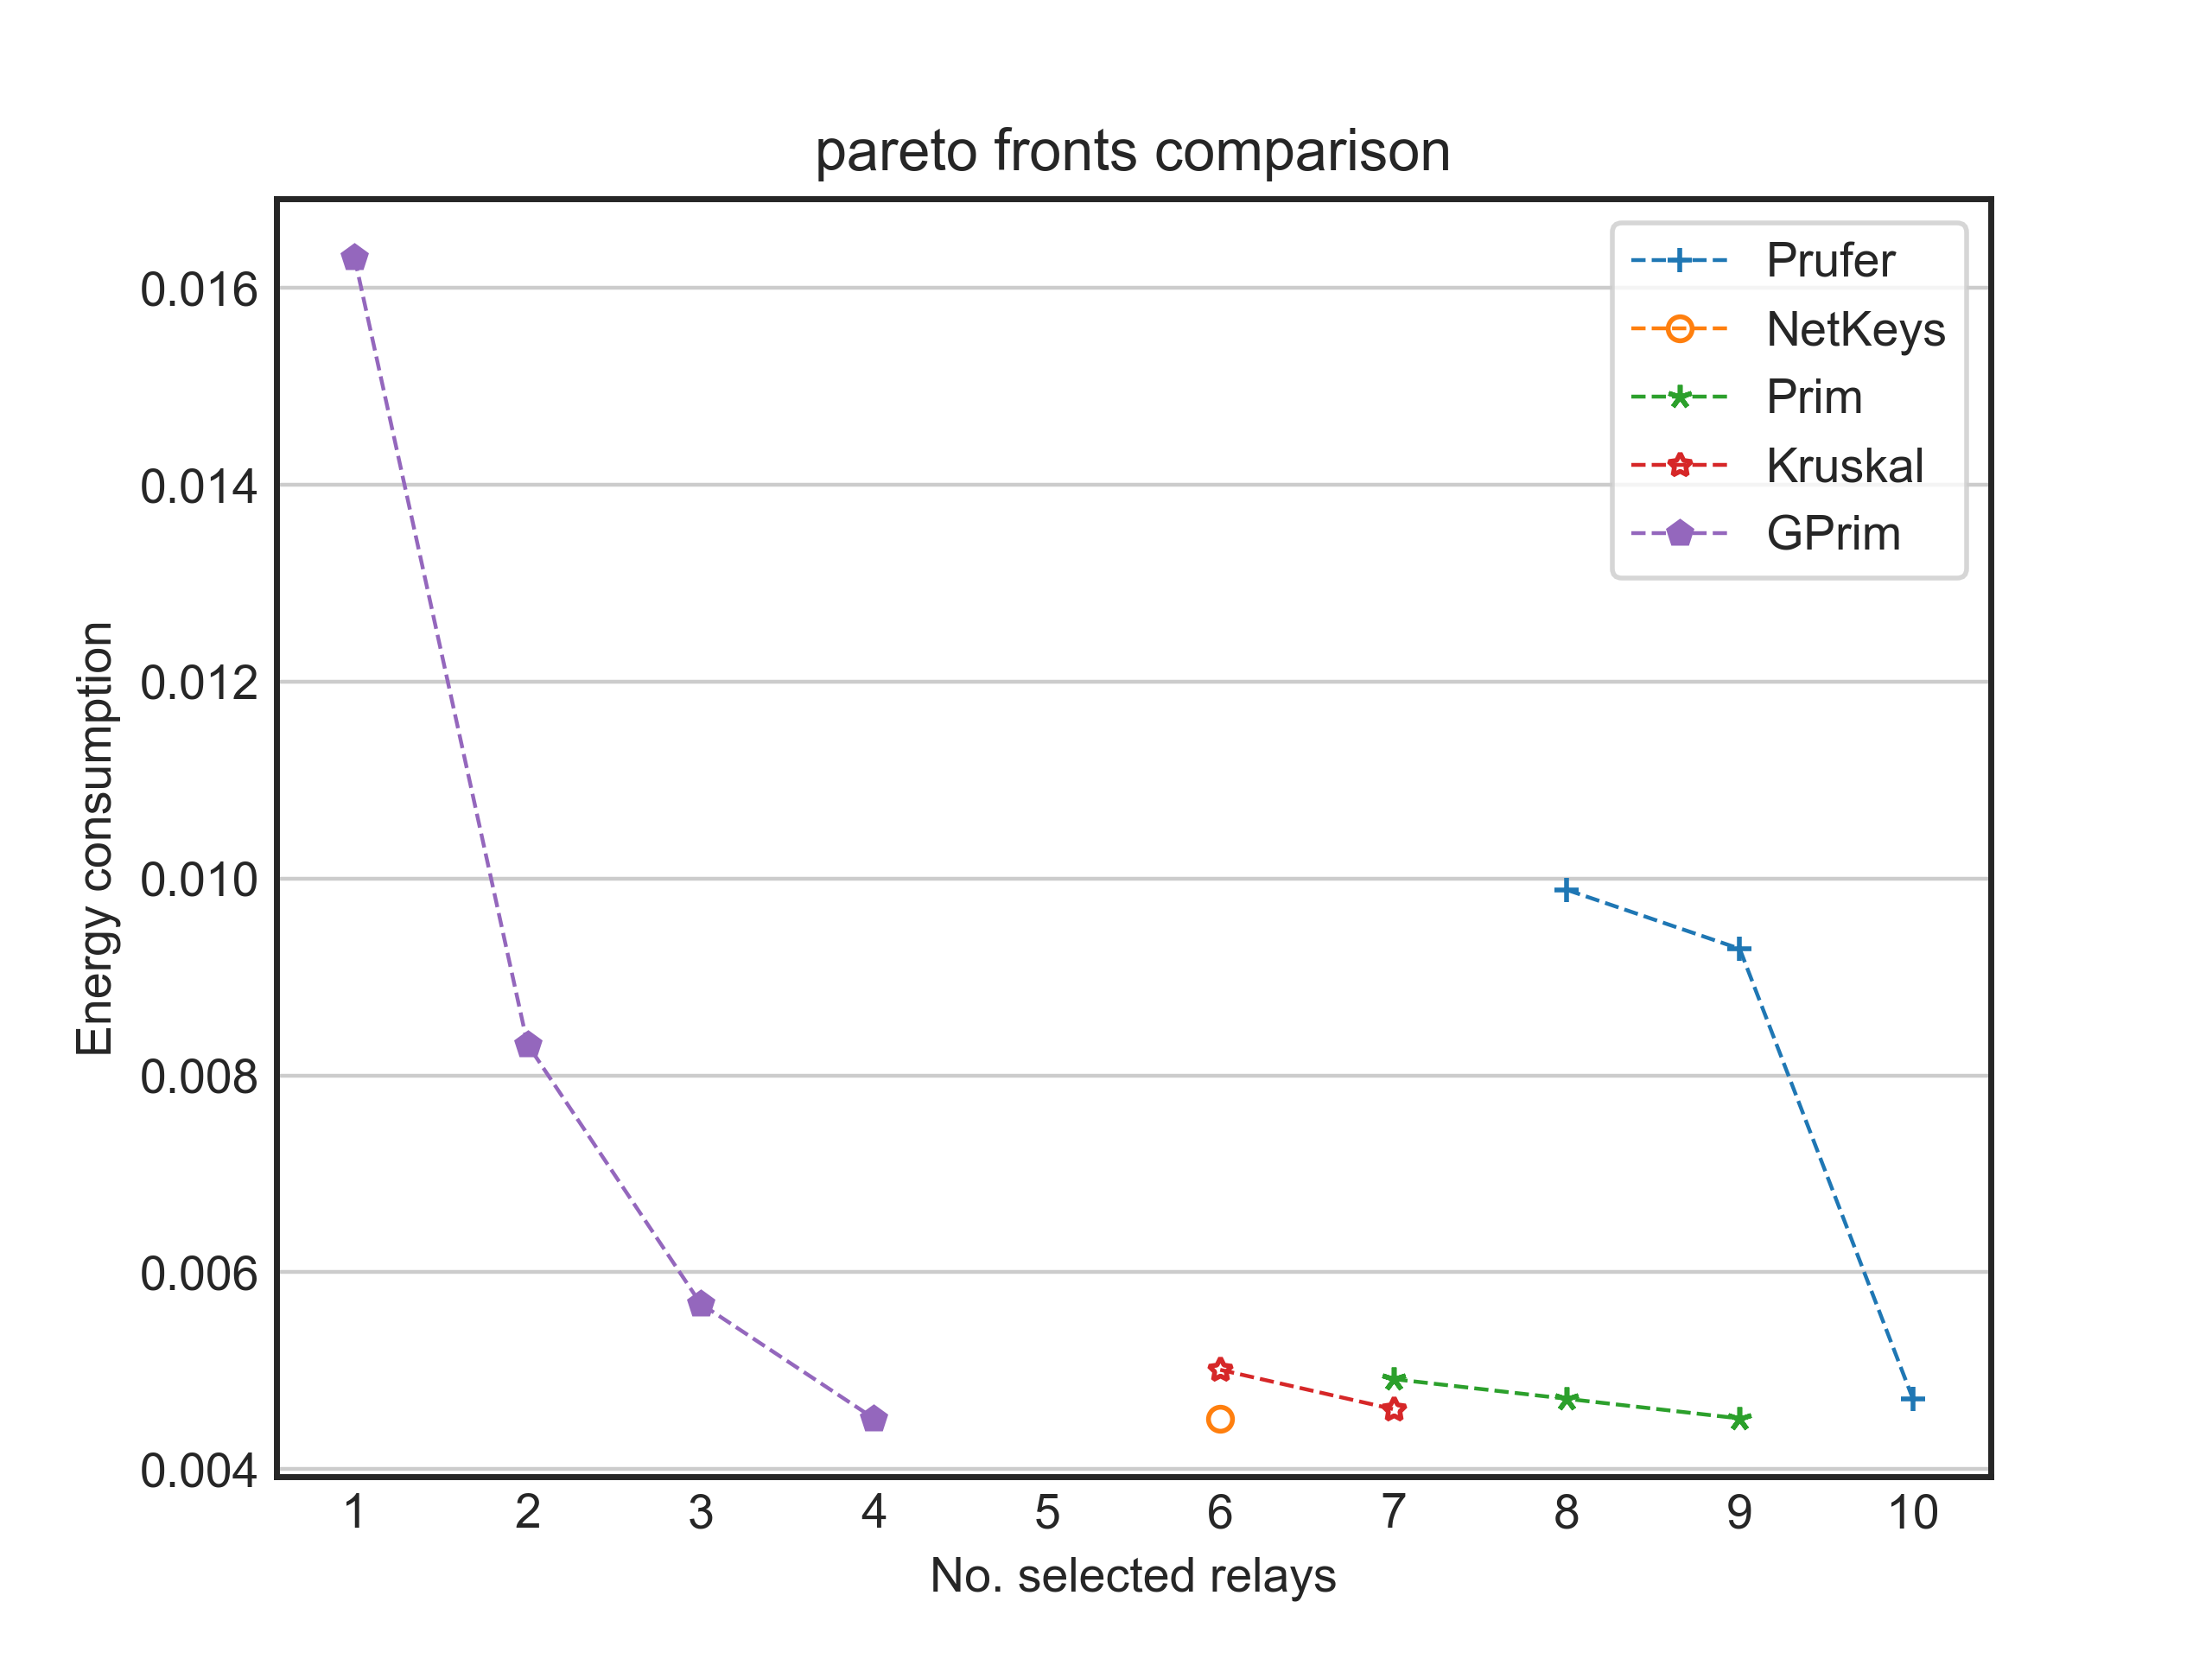 pareto fronts comparison
Prufer
NetKeys
Prim
Kruskal
GPrim
Energy consumption
0.016
0.014
0.012
0.010
0.008
0.006
0.004
1 2 3 4 5 6 7 8 9 10
No. selected relays